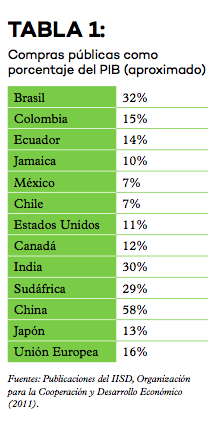 TABLA 1:
Compras públicas como
porcentaje del PIB (aproximado)
Brasil 32%
Colombia 15%
Ecuador 14%
Jamaica 10%
México 7%
Chile 7%
Estados Unidos 11%
Canadá 12%
India 30%
Sudáfrica 29%
China 58%
Japón 13%
Unión Europea 16%
Fuentes: Publicaciones del IISD, Organización
para la Cooperación y Desarrollo Económico
(2011).